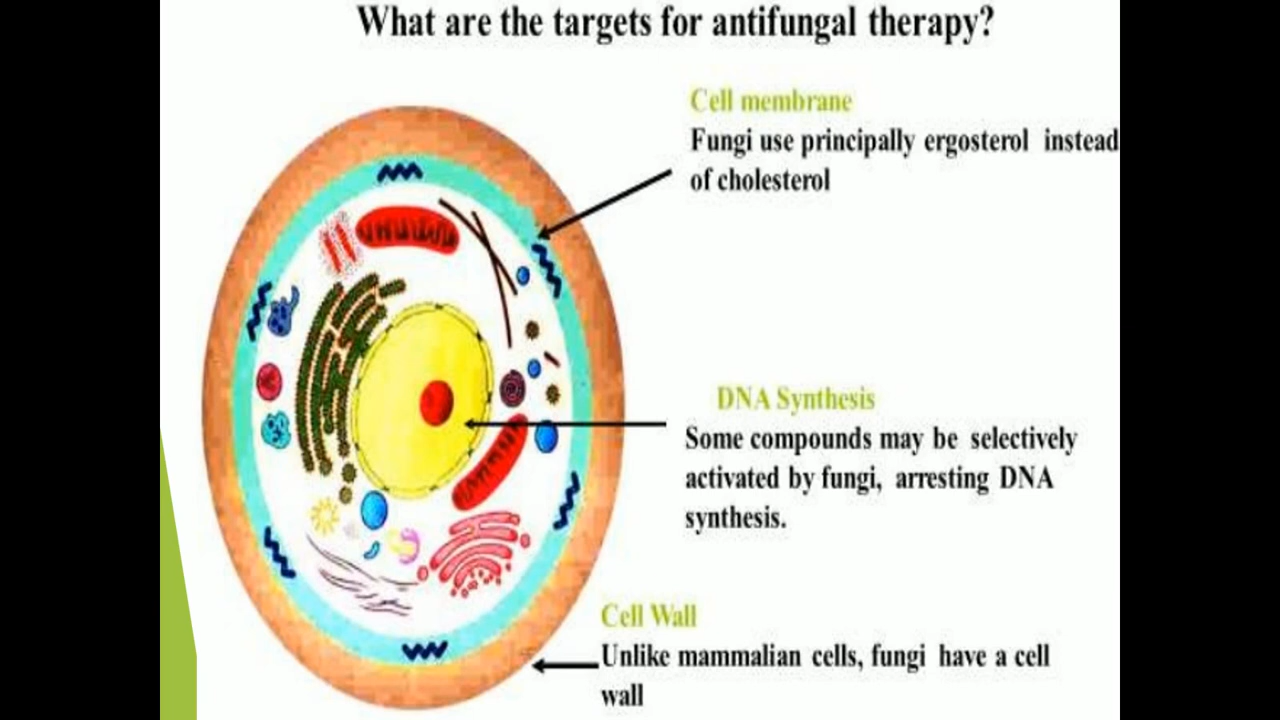 What are the targets for antifungal therapy?
Cell membrane
Fungi use principally ergosterol instead
of cholesterol
DNA Synthesis
Some compounds may be selectively
activated by fungi, arresting DNA
synthesis.
Cell Wall
Unlike mammalian cells, fungi have a cell
wall